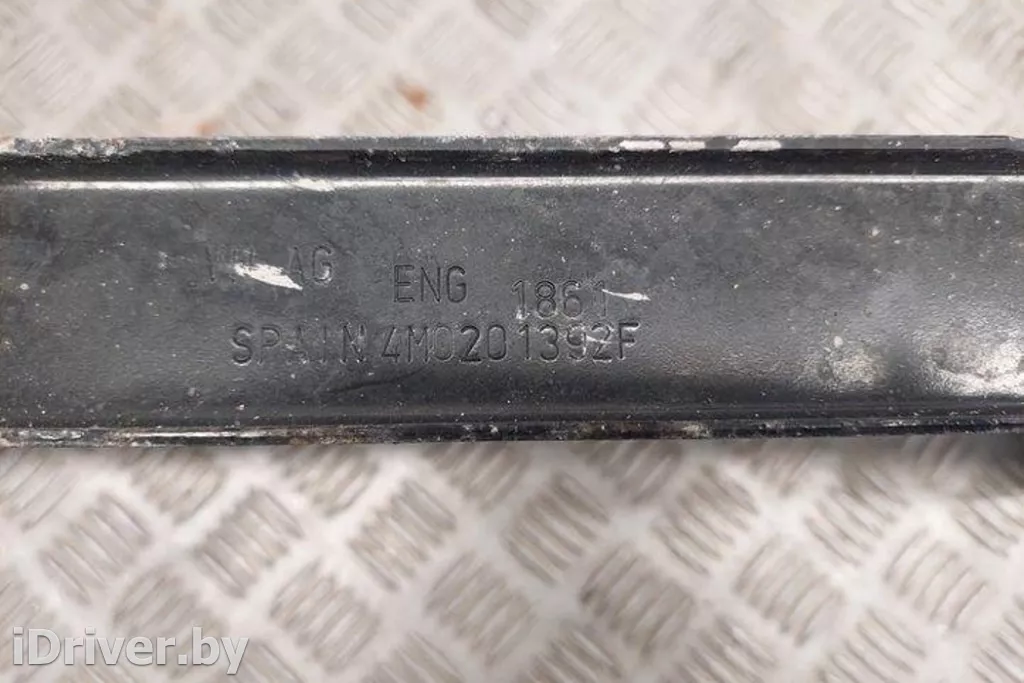 AG ENG 1861
SPAIN 4M0201392F
iDriver.by